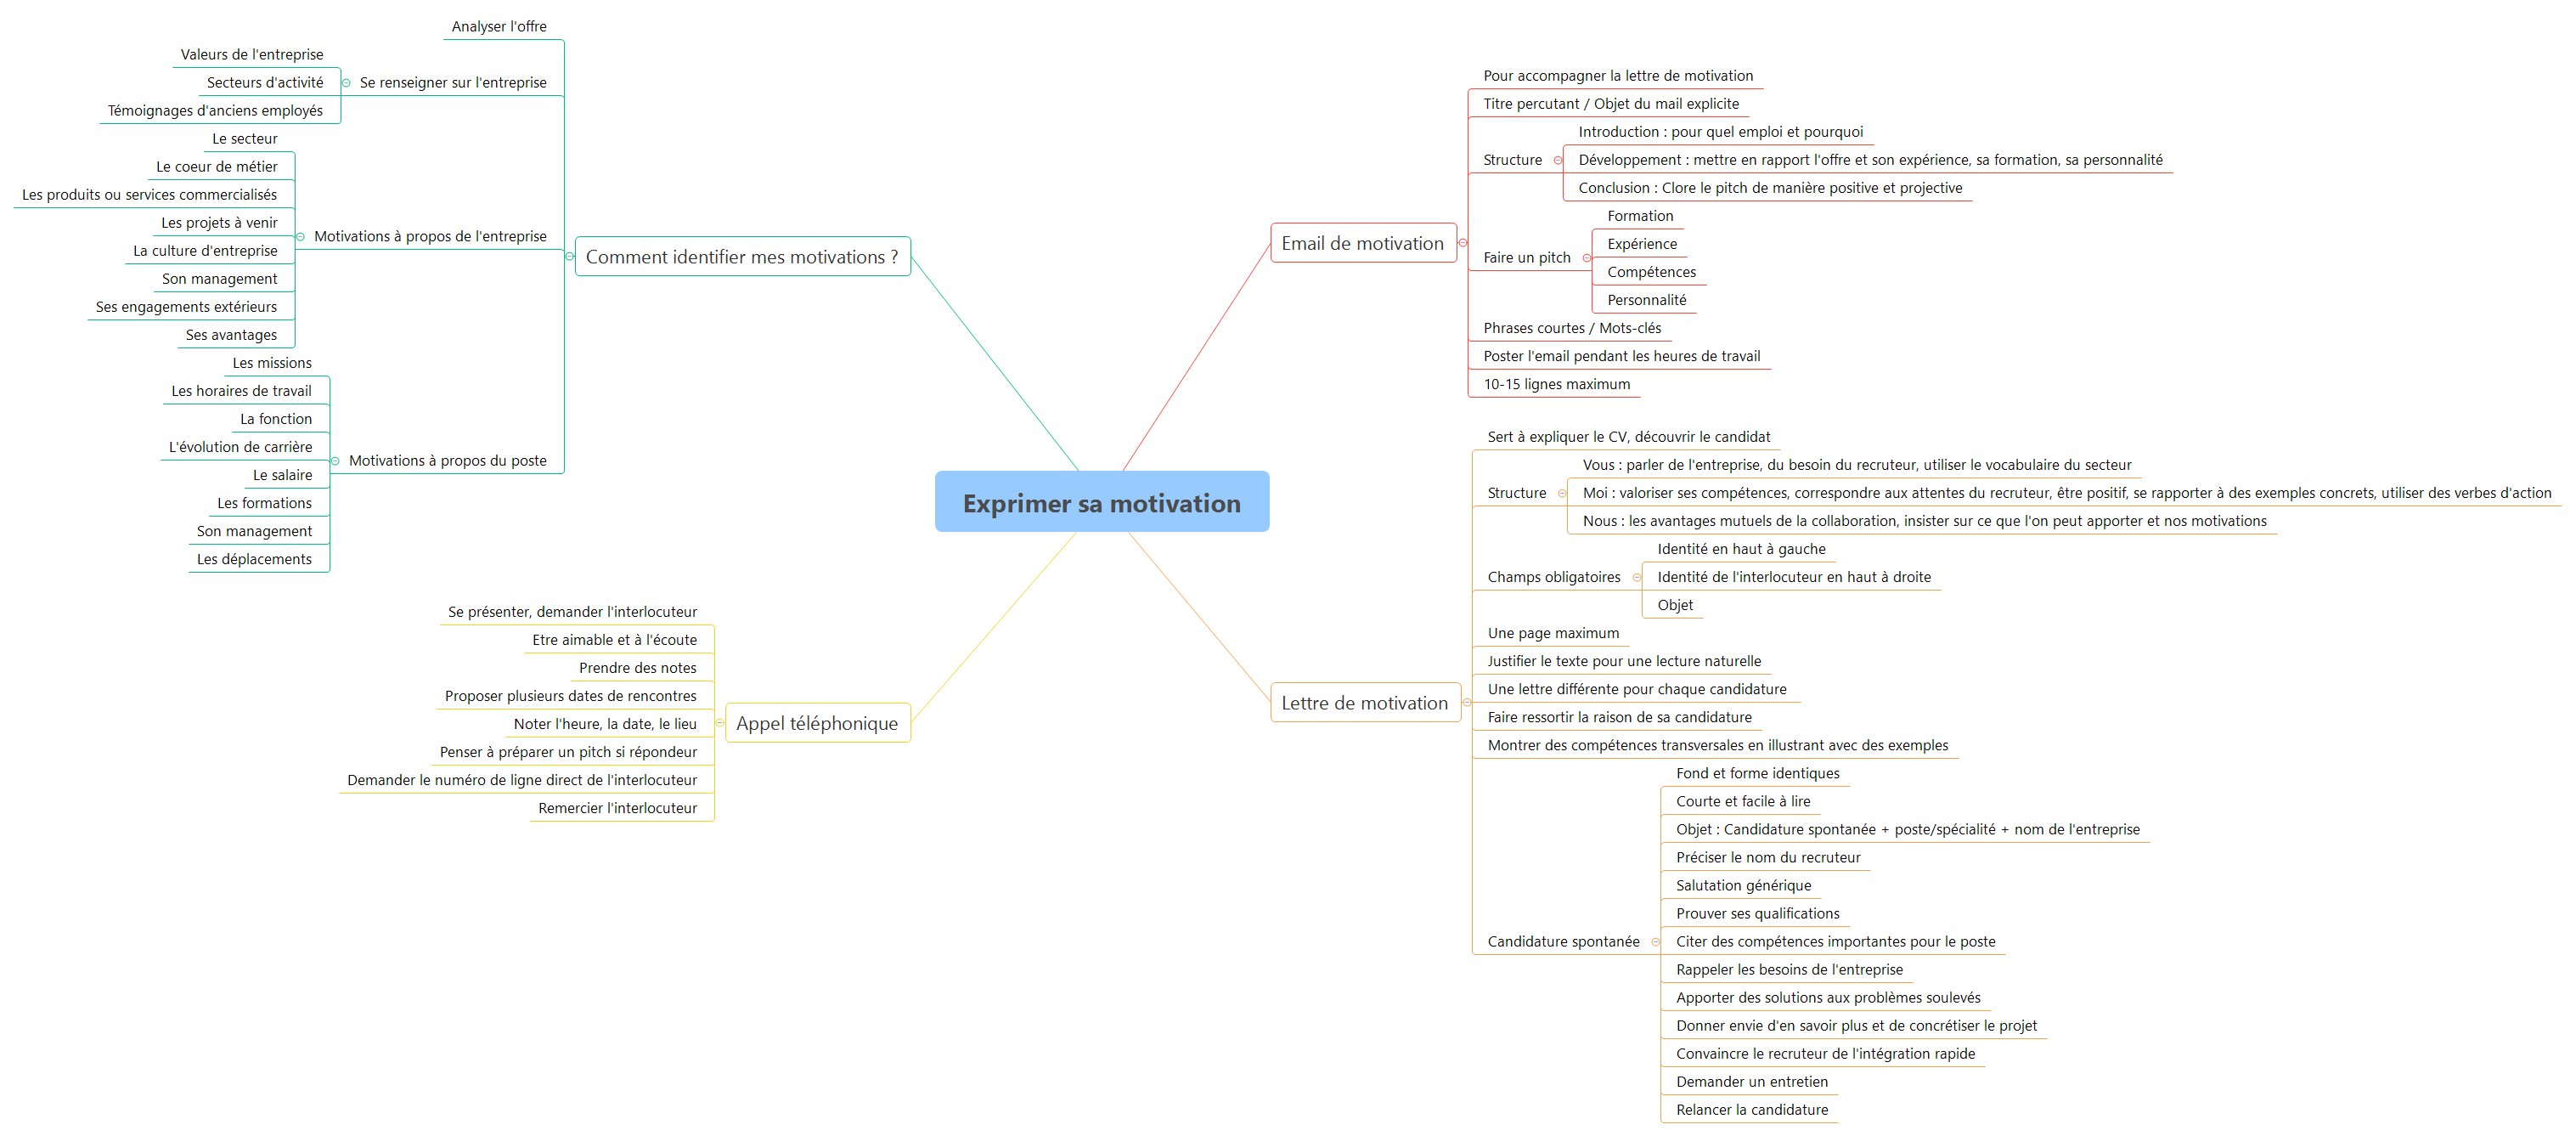 Exprimer sa motivation
Comment identifier mes motivations ?
Analyser l'offre
Se renseigner sur l'entreprise
Valeurs de l'entreprise
Secteurs d'activité
Témoignages d'anciens employés
Motivations à propos de l'entreprise
Le secteur
Le coeur de métier
Les produits ou services commercialisés
Les projets à venir
La culture d'entreprise
Son management
Ses engagements extérieurs
Ses avantages
Motivations à propos du poste
Les missions
Les horaires de travail
La fonction
L'évolution de carrière
Le salaire
Les formations
Son management
Les déplacements
Appel téléphonique
Se présenter, demander l'interlocuteur
Etre aimable et à l'écoute
Prendre des notes
Proposer plusieurs dates de rencontres
Noter l'heure, la date, le lieu
Penser à préparer un pitch si répondeur
Demander le numéro de ligne direct de l'interlocuteur
Remercier l'interlocuteur
Email de motivation
Pour accompagner la lettre de motivation
Titre percutant / Objet du mail explicite
Structure
Introduction : pour quel emploi et pourquoi
Développement : mettre en rapport l'offre et son expérience, sa formation, sa personnalité
Conclusion : Clore le pitch de manière positive et projective
Faire un pitch
Formation
Expérience
Compétences
Personnalité
Phrases courtes / Mots-clés
Poster l'email pendant les heures de travail
10-15 lignes maximum
Lettre de motivation
Sert à expliquer le CV, découvrir le candidat
Structure
Vous : parler de l'entreprise, du besoin du recruteur, utiliser le vocabulaire du secteur
Moi : valoriser ses compétences, correspondre aux attentes du recruteur, être positif, se rapporter à des exemples concrets, utiliser des verbes d'action
Nous : les avantages mutuels de la collaboration, insister sur ce que l'on peut apporter et nos motivations
Champs obligatoires
Identité en haut à gauche
Identité de l'interlocuteur en haut à droite
Objet
Une page maximum
Justifier le texte pour une lecture naturelle
Une lettre différente pour chaque candidature
Faire ressortir la raison de sa candidature
Montrer des compétences transversales en illustrant avec des exemples
Candidature spontanée
Fond et forme identiques
Courte et facile à lire
Objet : Candidature spontanée + poste/spécialité + nom de l'entreprise
Préciser le nom du recruteur
Salutation générique
Prouver ses qualifications
Citer des compétences importantes pour le poste
Rappeler les besoins de l'entreprise
Apporter des solutions aux problèmes soulevés
Donner envie d'en savoir plus et de concrétiser le projet
Convaincre le recruteur de l'intégration rapide
Demander un entretien
Relancer la candidature